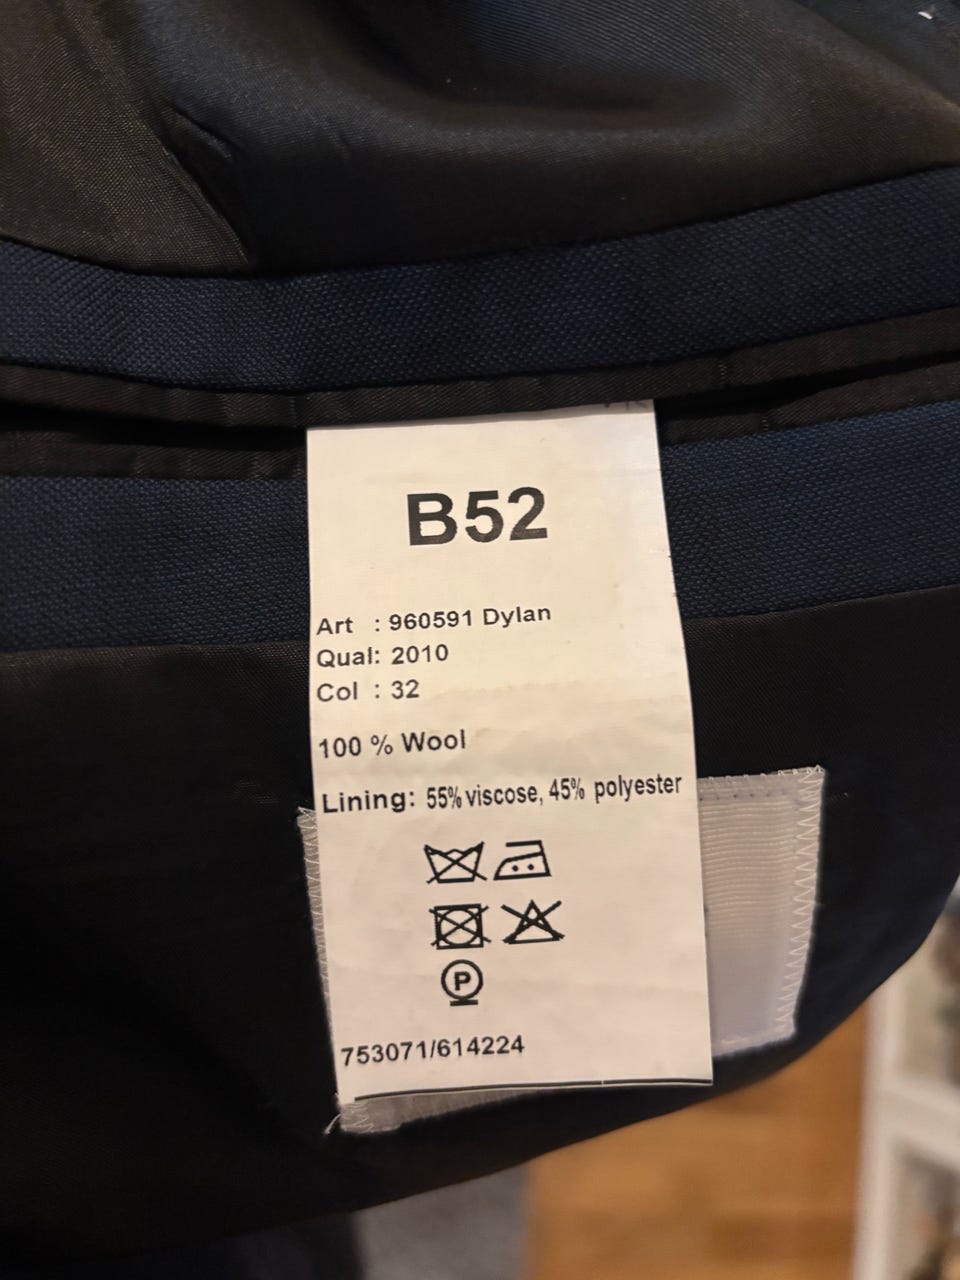 B52
Art : 960591 Dylan
Qual: 2010
Col : 32
100 % Wool
Lining: 55% viscose, 45% polyester
P
753071/614224